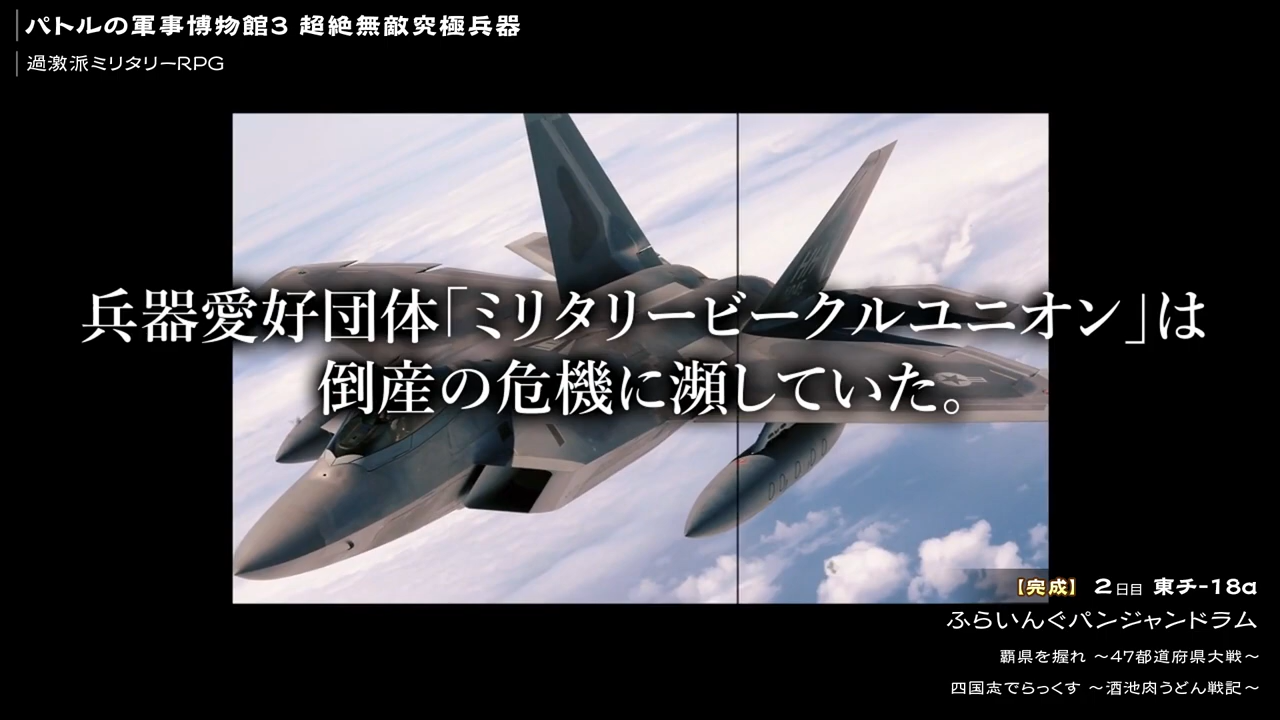 パトルの軍事博物館3 超絶無敵究極兵器
過激派ミリタリーRPG
兵器愛好団体「ミリタリービークルユニオン」は
倒産の危機に瀕していた。
【完成】 2日目 東チ-18a
ふらいんぐパンジャンドラム
覇県を握れ 〜47都道府県大戦〜
四国志でらっくす 〜酒池肉うどん戦記〜